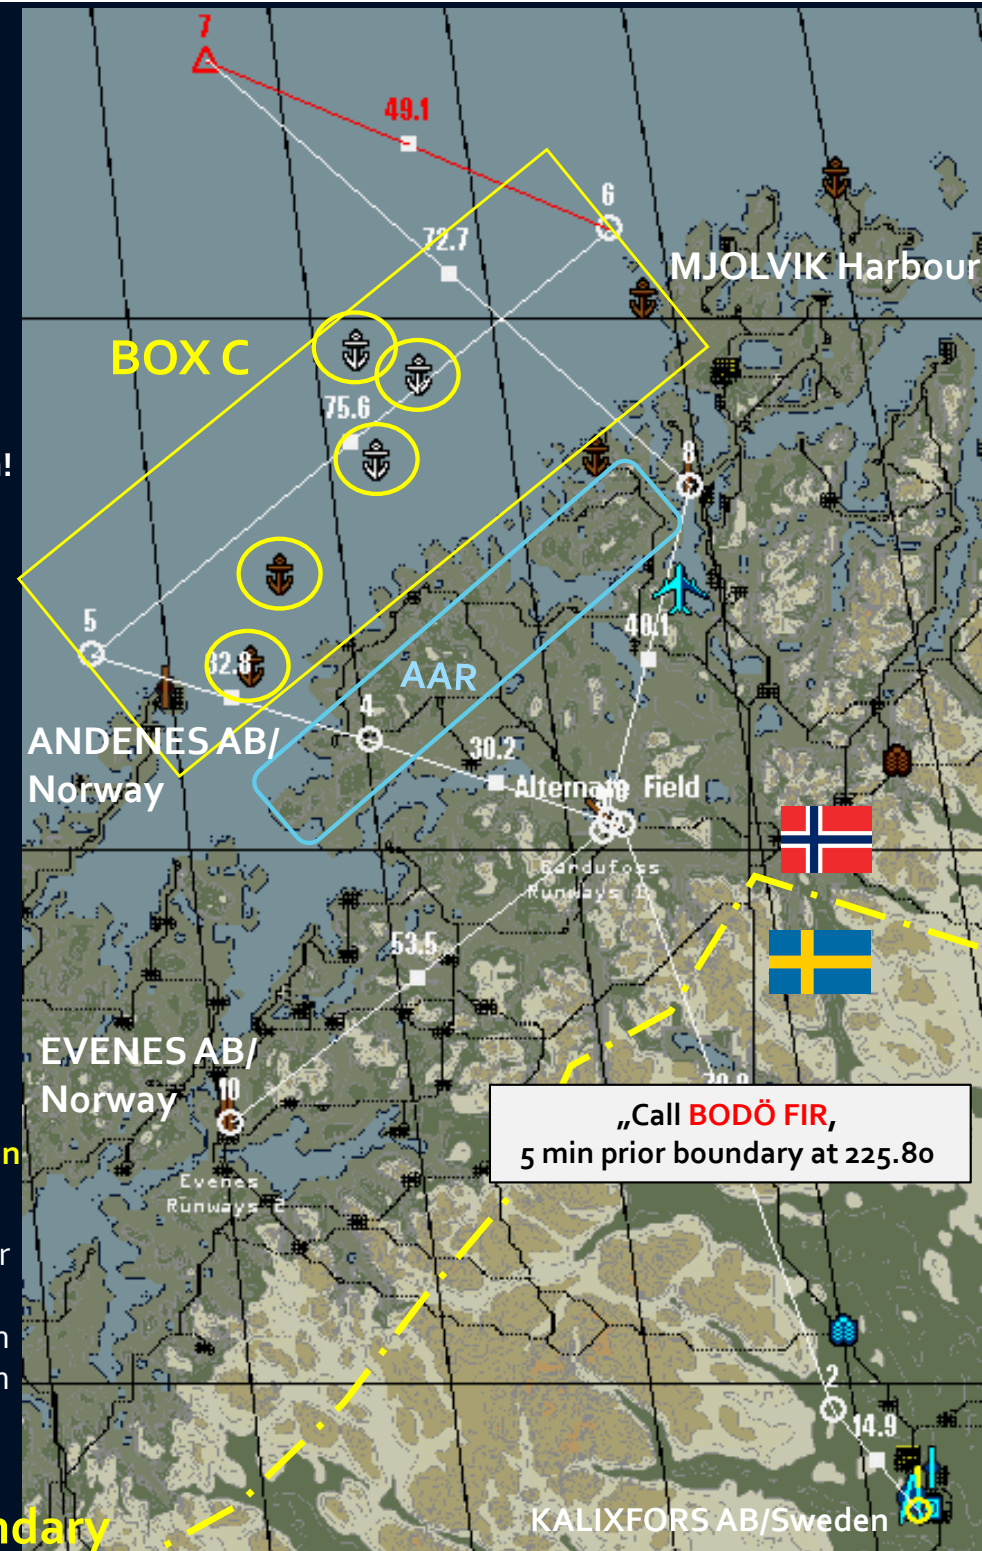 7
49.1
6
72.7
MJOLVIK Harbour
BOX C
75.6
!
8
5
40.1
32.8
AAR
4
ANDENES AB/
Norway
30.2
Alternate Field
Bardufoss
Runways
53.5
EVENES AB/
Norway
10
„Call BODÖ FIR,
5 min prior boundary at 225.80
n
Evenes
Runways 2
r
n
n
2
14.9
KALIXFORS AB/Sweden
ndary